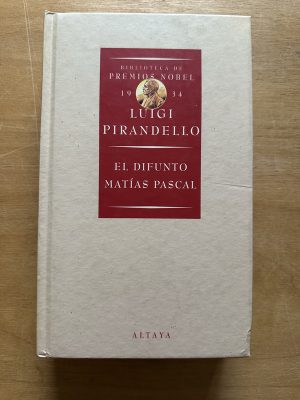 BIBLIOTECA DE
PREMIOS NOBEL
19 34
LUIGI
PIRANDELLO
EL DIFUNTO
MATÍAS PASCAL
ALTAYA